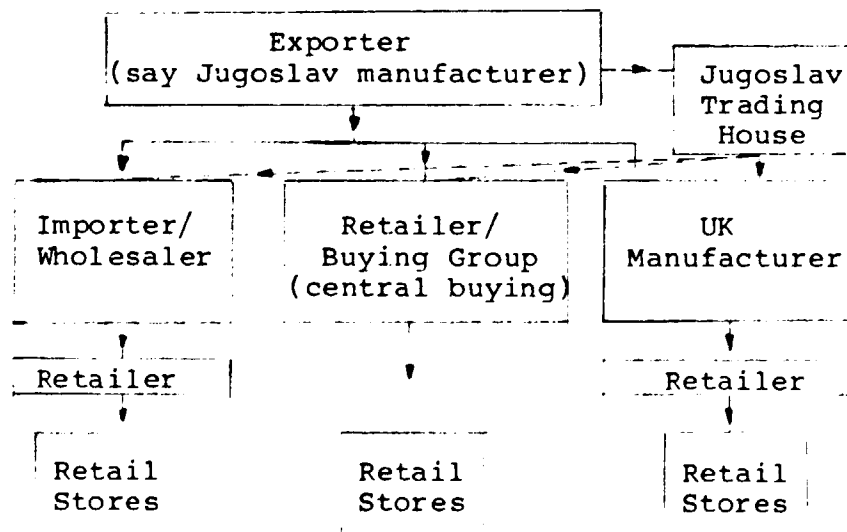 Exporter
(say Jugoslav manufacturer)
Jugoslav
Trading
House
Importer/
Wholesaler
Retailer/
Buying Group
(central buying)
UK
Manufacturer
Retailer
Retailer
Retail
Stores
Retail
Stores
Retail
Stores